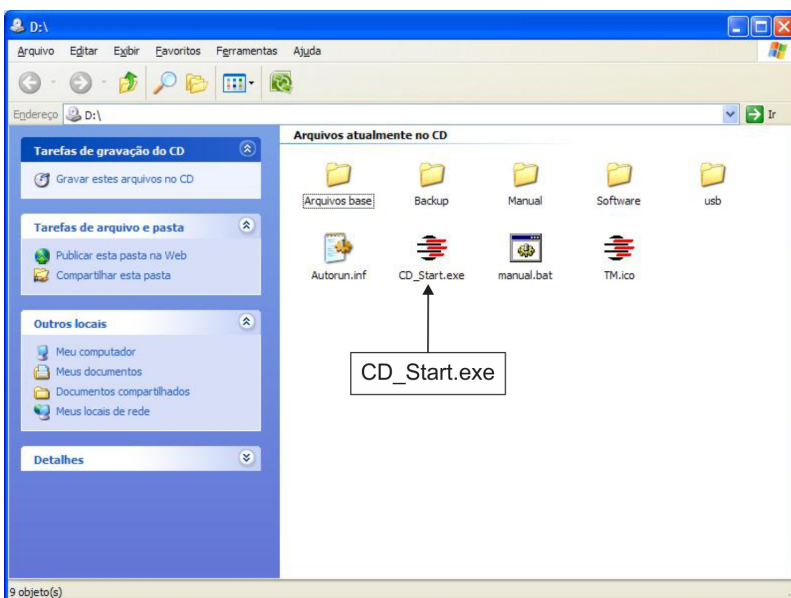 D:\
Arquivo Editar Exibir Favoritos Ferramentas Ajuda
Endereço D:\ Ir
Tarefas de gravação do CD
Gravar estes arquivos no CD
Tarefas de arquivo e pasta
Publicar esta pasta na Web
Compartilhar esta pasta
Outros locais
Meu computador
Meus documentos
Documentos compartilhados
Meus locais de rede
Detalhes
Arquivos atualmente no CD
Arquivos base Backup Manual Software usb
Autorun.inf CD_Start.exe manual.bat TM.ico
CD_Start.exe
9 objeto(s)